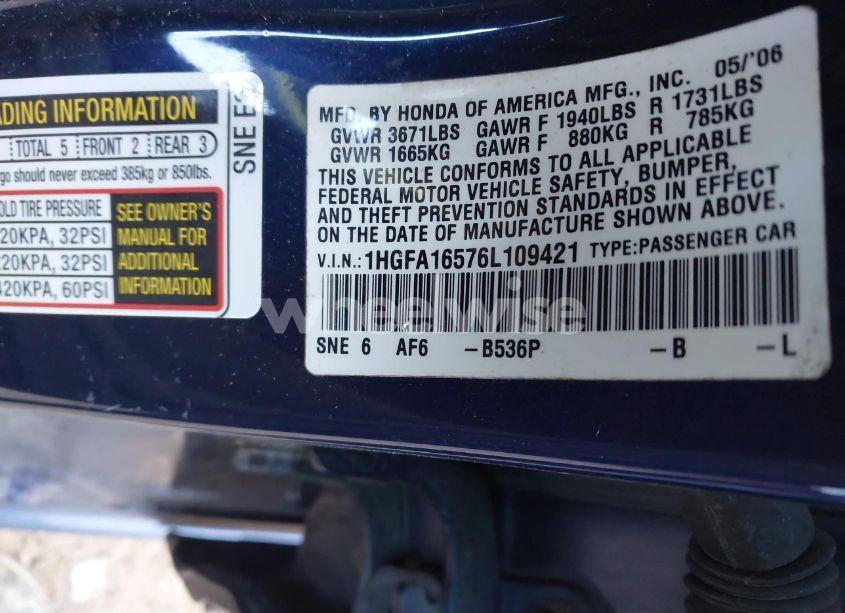 ADING INFORMATION
TOTAL 5 FRONT 2 REAR 3
go should never exceed 385kg or 850lbs.
OLD TIRE PRESSURE
20KPA, 32PSI
220KPA, 32PSI
420KPA, 60PSI
SEE OWNER'S
MANUAL FOR
ADDITIONAL
INFORMATION
SNE
MFD. BY HONDA OF AMERICA MFG., INC. 05/'06
GVWR 3671LBS GAWR F 1940LBS R 1731LBS
GVWR 1665KG GAWR F 880KG R 785KG
THIS VEHICLE CONFORMS TO ALL APPLICABLE
FEDERAL MOTOR VEHICLE SAFETY, BUMPER,
AND THEFT PREVENTION STANDARDS IN EFFECT
ON THE DATE OF MANUFACTURE SHOWN ABOVE.
V.I.N.: 1HGFA16576L109421 TYPE:PASSENGER CAR
SNE 6 AF6 -B536P -B -L
wheelwise